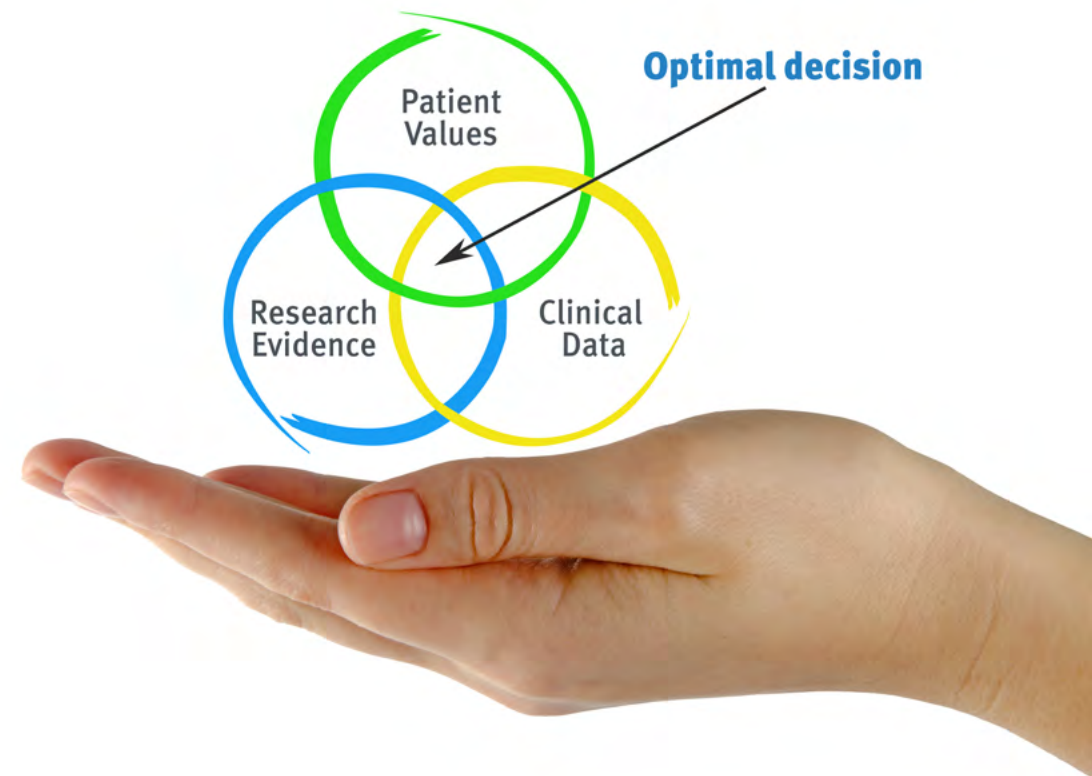 Optimal decision
Patient
Values
Research
Evidence
Clinical
Data